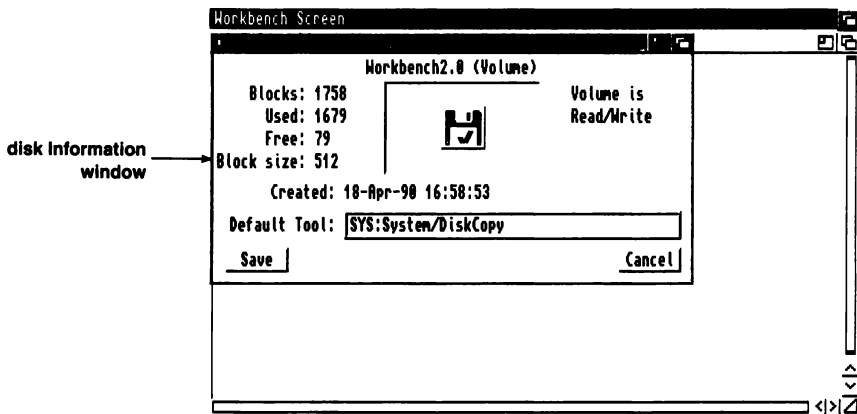 Workbench Screen
Workbench2.0 (Volume)
Blocks: 1758
Used: 1679
Free: 79
Block size: 512
Volume is
Read/Write
disk Information
window
Created: 18-Apr-90 16:58:53
Default Tool: SYS:System/DiskCopy
Save
Cancel